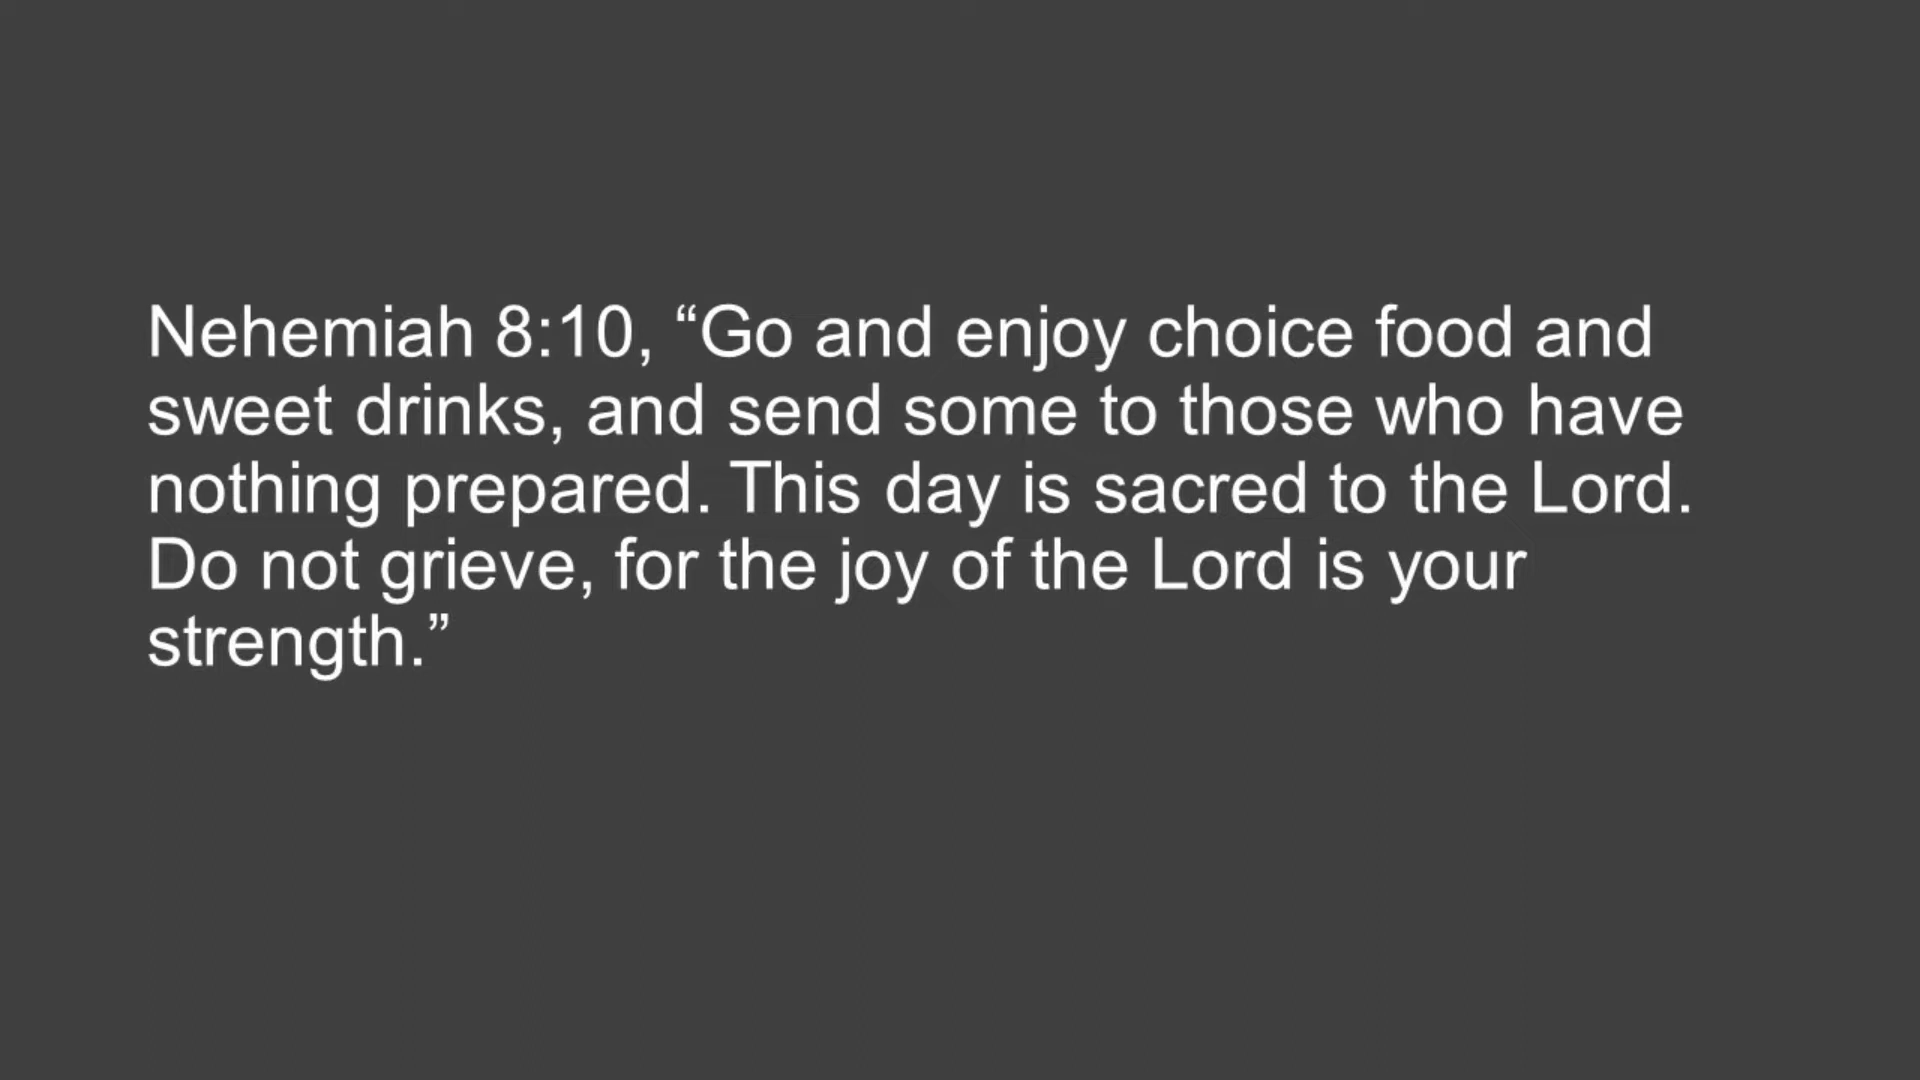 Nehemiah 8:10, “Go and enjoy choice food and
sweet drinks, and send some to those who have
nothing prepared. This day is sacred to the Lord.
Do not grieve, for the joy of the Lord is your
strength.”